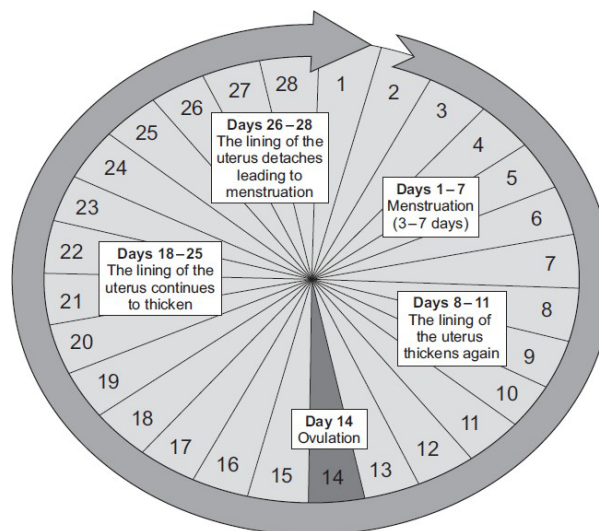 1
2
3
4
5
6
7
8
9
10
11
12
13
14
15
16
17
18
19
20
21
22
23
24
25
26
27
28
Days 26–28
The lining of the
uterus detaches
leading to
menstruation
Days 1–7
Menstruation
(3–7 days)
Days 18–25
The lining of the
uterus continues
to thicken
Days 8–11
The lining of
the uterus
thickens again
Day 14
Ovulation